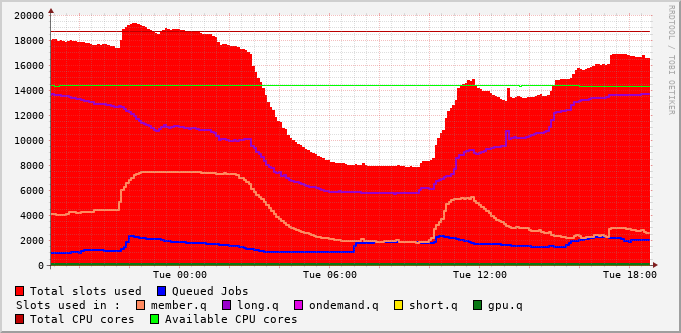 20000
18000
16000
14000
12000
10000
8000
6000
4000
2000
0
Tue 00:00 Tue 06:00 Tue 12:00 Tue 18:00
RRDTOOL / TOBI OETIKER
Total slots used Queued Jobs
Slots used in : member.q long.q ondemand.q short.q gpu.q
Total CPU cores Available CPU cores